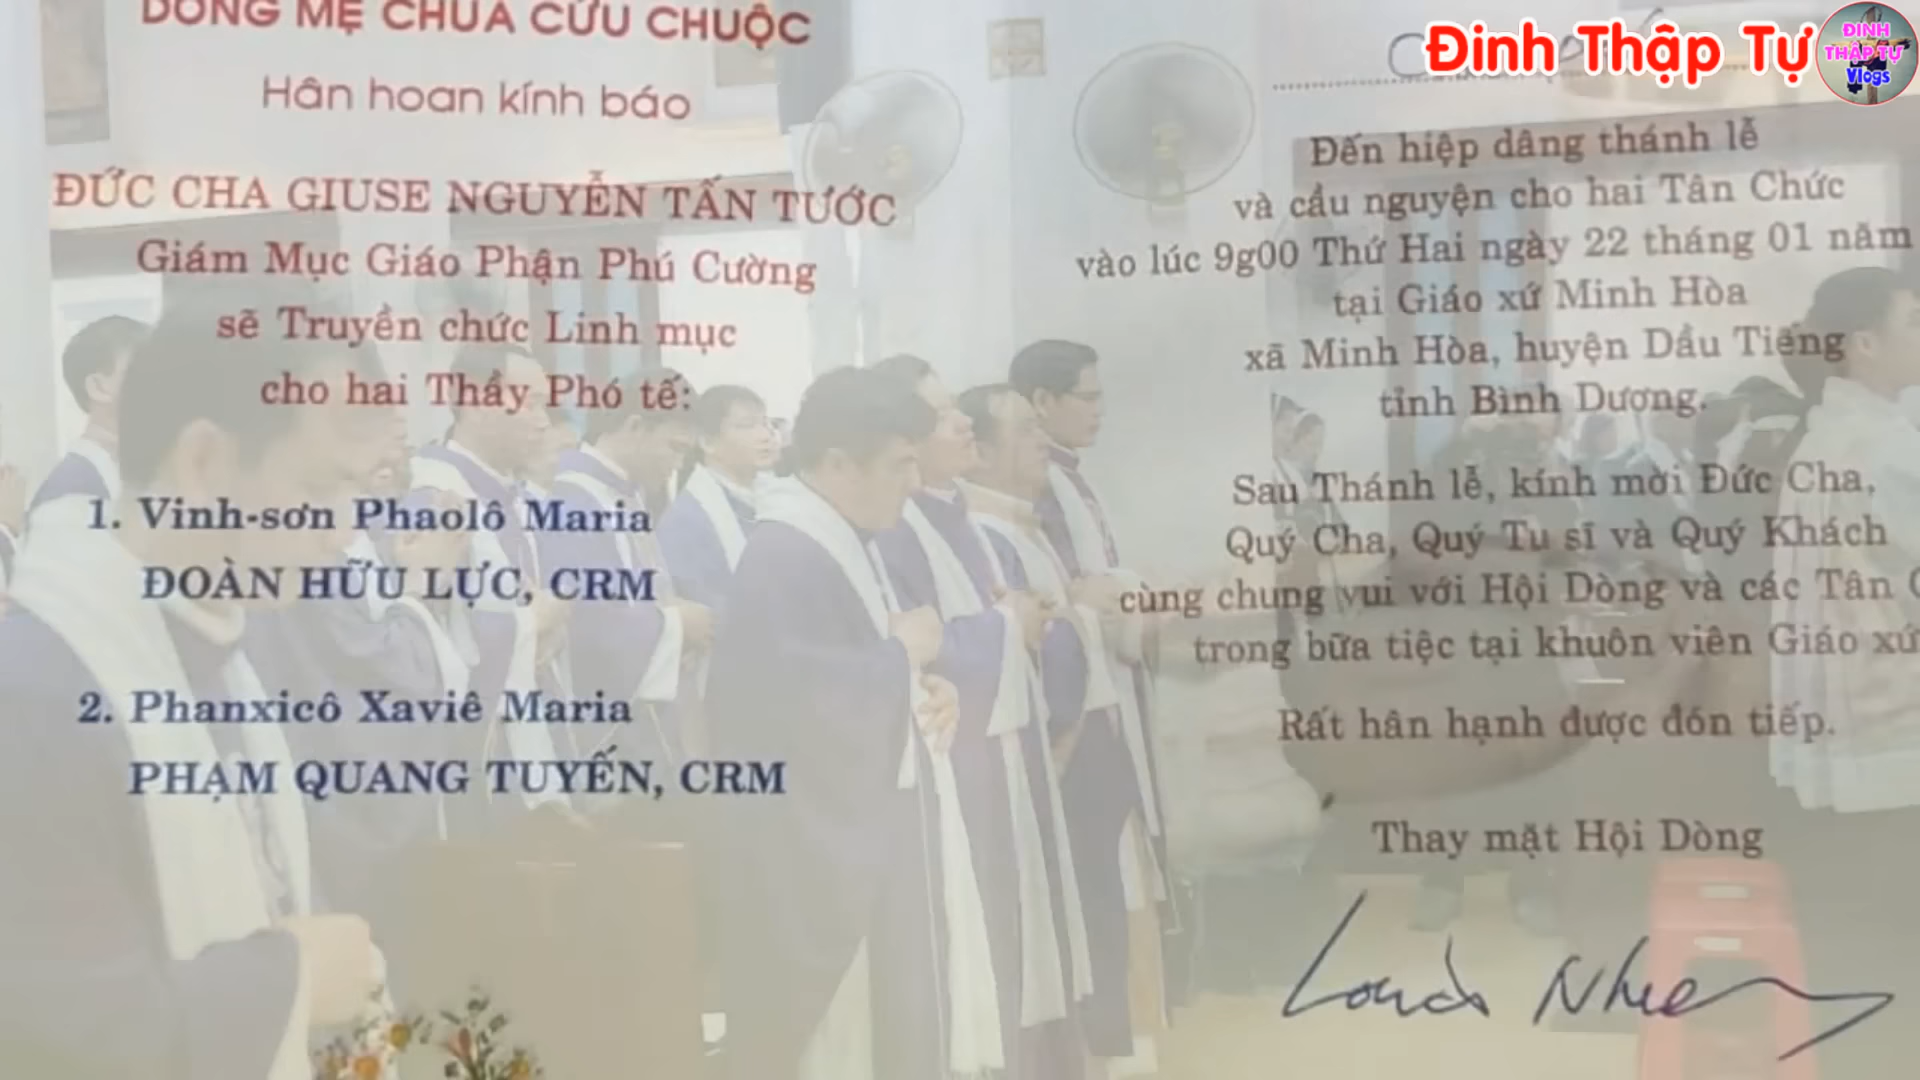 DÒNG MẸ CHÚA CỨU CHUỘC
Hân hoan kính báo
ĐỨC CHA GIUSE NGUYỄN TẤN TƯỚC
Giám Mục Giáo Phận Phú Cường
sẽ Truyền chức Linh mục
cho hai Thầy Phó tế:
1. Vinh-sơn Phaolô Maria
ĐOÀN HỮU LỰC, CRM
2. Phanxicô Xaviê Maria
PHẠM QUANG TUYẾN, CRM
Đinh Thập Tự
ĐINH
THẬP TỰ
Vlogs
Đến hiệp dâng thánh lễ
và cầu nguyện cho hai Tân Chức
vào lúc 9g00 Thứ Hai ngày 22 tháng 01 năm
tại Giáo xứ Minh Hòa
xã Minh Hòa, huyện Dầu Tiếng
tỉnh Bình Dương.
Sau Thánh lễ, kính mời Đức Cha,
Quý Cha, Quý Tu sĩ và Quý Khách
cùng chung vui với Hội Dòng và các Tân
trong bữa tiệc tại khuôn viên Giáo xứ
Rất hân hạnh được đón tiếp.
Thay mặt Hội Dòng